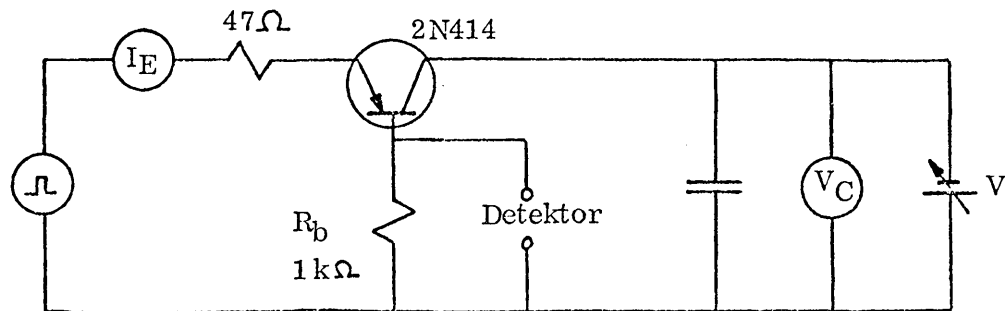 47Ω
2N414
I_E
R_b
1kΩ
Detektor
V_C
V